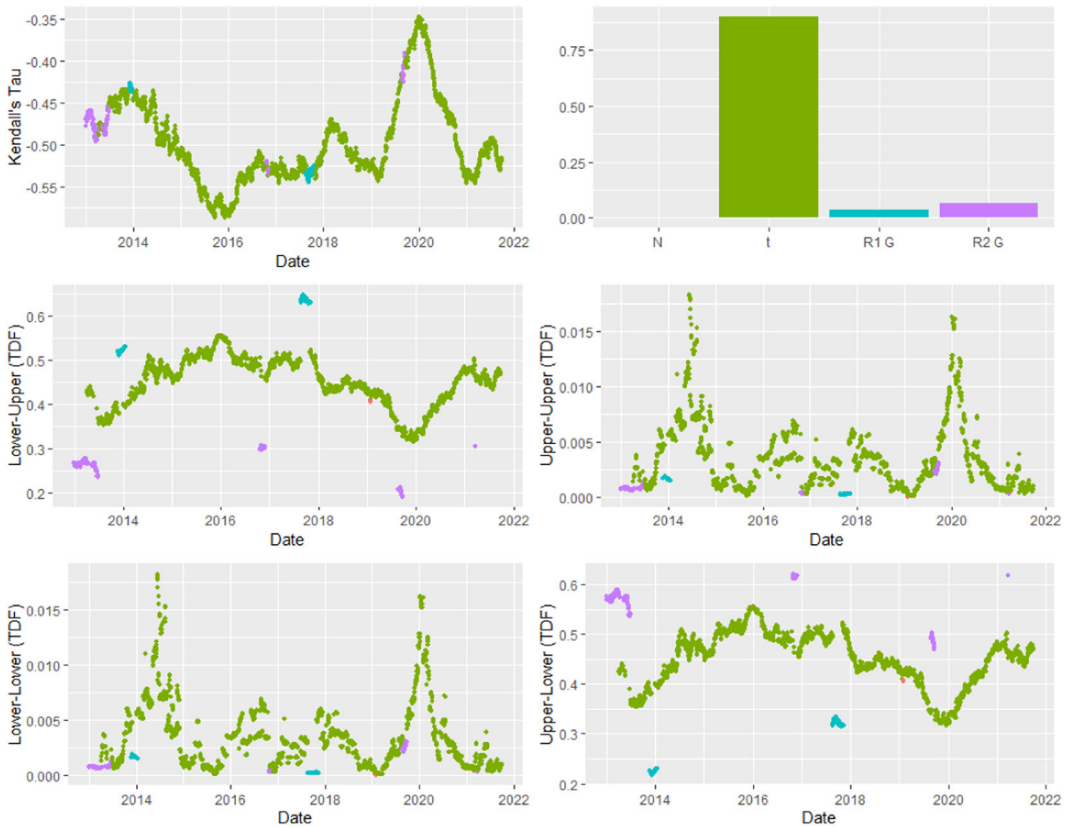 Kendall's Tau
-0.35
-0.40
-0.45
-0.50
-0.55
2014 2016 2018 2020 2022
Date
0.75
0.50
0.25
0.00
N t R1 G R2 G
Lower-Upper (TDF)
0.6
0.5
0.4
0.3
0.2
2014 2016 2018 2020 2022
Date
Upper-Upper (TDF)
0.015
0.010
0.005
0.000
2014 2016 2018 2020 2022
Date
Lower-Lower (TDF)
0.015
0.010
0.005
0.000
2014 2016 2018 2020 2022
Date
Upper-Lower (TDF)
0.6
0.5
0.4
0.3
0.2
2014 2016 2018 2020 2022
Date